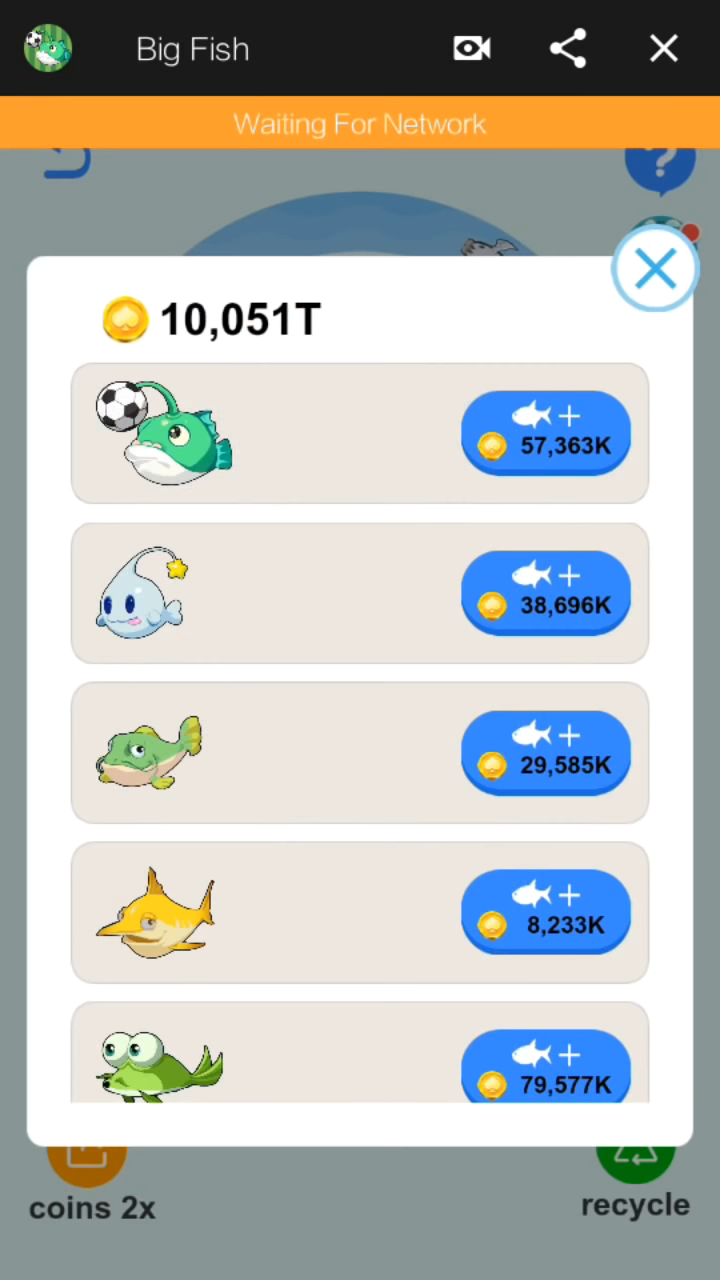 Big Fish
Waiting For Network
?
10,051T
57,363K
38,696K
29,585K
8,233K
79,577K
coins 2x
recycle